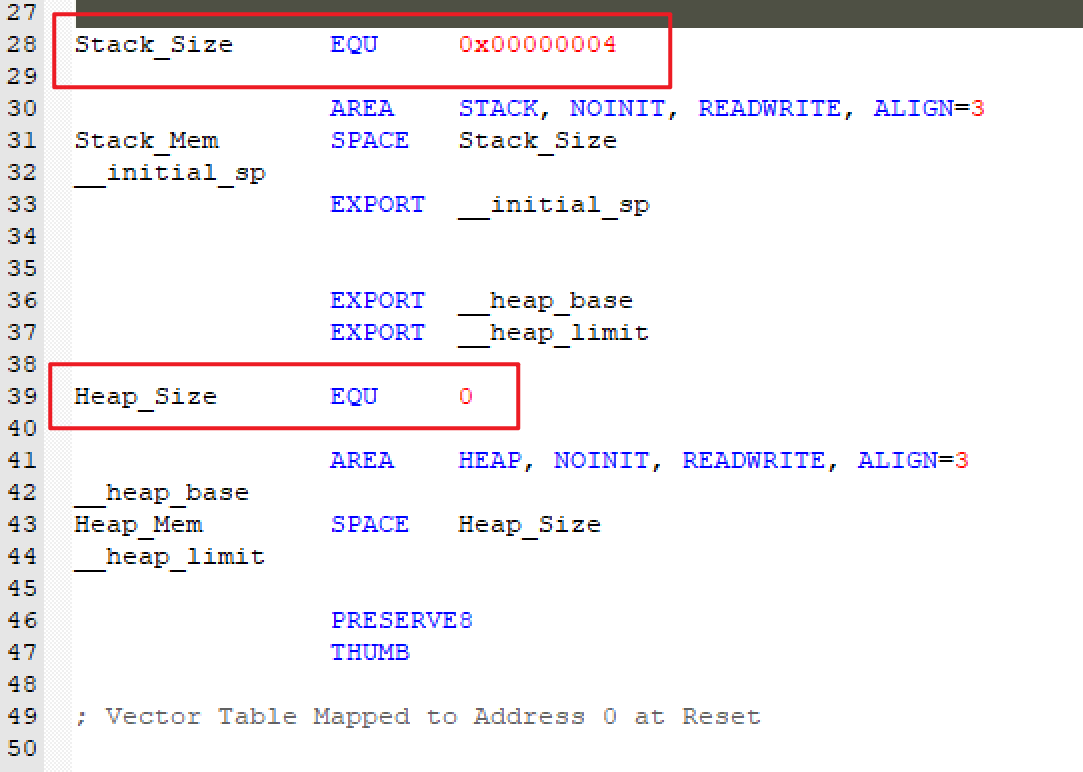 27
28 Stack_Size EQU 0x00000004
29
30 AREA STACK, NOINIT, READWRITE, ALIGN=3
31 Stack_Mem SPACE Stack_Size
32 __initial_sp
33 EXPORT __initial_sp
34
35
36 EXPORT __heap_base
37 EXPORT __heap_limit
38
39 Heap_Size EQU 0
40
41 AREA HEAP, NOINIT, READWRITE, ALIGN=3
42 __heap_base
43 Heap_Mem SPACE Heap_Size
44 __heap_limit
45
46 PRESERVE8
47 THUMB
48
49 ; Vector Table Mapped to Address 0 at Reset
50